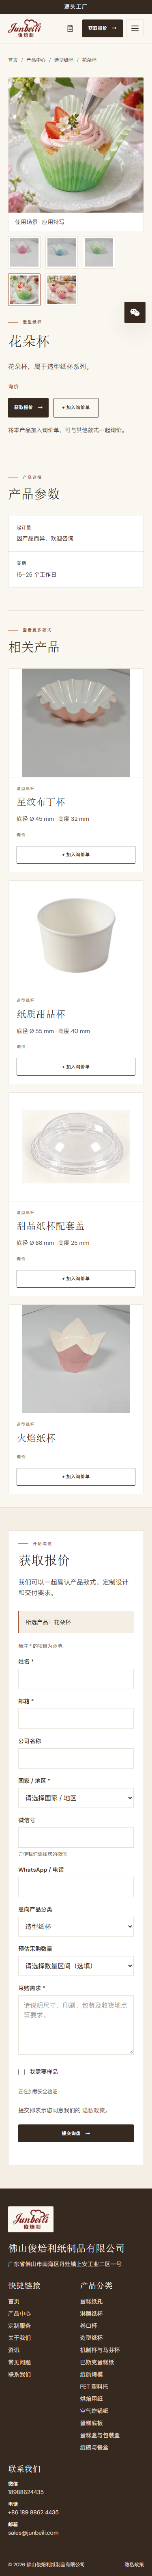 源头工厂
Junbeili
俊倍利
获取报价 →
首页 / 产品中心 / 造型纸杯 / 花朵杯
使用场景 · 应用特写
造型纸杯
花朵杯
花朵杯，属于造型纸杯系列。
询价
获取报价 →
+ 加入询价单
将本产品加入询价单，可与其他款式一起询价。
产品详情
产品参数
起订量
因产品而异，欢迎咨询
交期
15–25 个工作日
查看更多款式
相关产品
造型纸杯
星纹布丁杯
底径 Ø 45 mm · 高度 32 mm
询价
+ 加入询价单
造型纸杯
纸质甜品杯
底径 Ø 55 mm · 高度 40 mm
询价
+ 加入询价单
造型纸杯
甜品纸杯配套盖
底径 Ø 88 mm · 高度 25 mm
询价
+ 加入询价单
造型纸杯
火焰纸杯
询价
+ 加入询价单
开始沟通
获取报价
我们可以一起确认产品款式、定制设计和交付要求。
所选产品：花朵杯
标注 * 的项目为必填。
姓名 *
邮箱 *
公司名称
国家 / 地区 *
请选择国家 / 地区
微信号
方便我们添加您的微信
WhatsApp / 电话
意向产品分类
造型纸杯
预估采购数量
请选择数量区间（选填）
采购需求 *
请说明尺寸、印刷、包装及收货地点等要求。
我需要样品
正在加载安全验证…
提交即表示您同意我们的 隐私政策。
提交询盘 →
Junbeili
俊倍利
佛山俊焙利纸制品有限公司
广东省佛山市南海区丹灶镇上安工业二区一号
快捷链接
首页
产品中心
定制服务
关于我们
资讯
常见问题
联系我们
产品分类
蛋糕纸托
淋膜纸杯
卷口杯
造型纸杯
机制杯与马芬杯
巴斯克蛋糕纸
纸质烤模
PET 塑料托
烘焙用纸
空气炸锅纸
蛋糕底板
蛋糕盒与包装盒
纸碗与餐盒
联系我们
微信
18988624435
电话
+86 189 8862 4435
邮箱
sales@junbeili.com
© 2026 佛山俊焙利纸制品有限公司
隐私政策